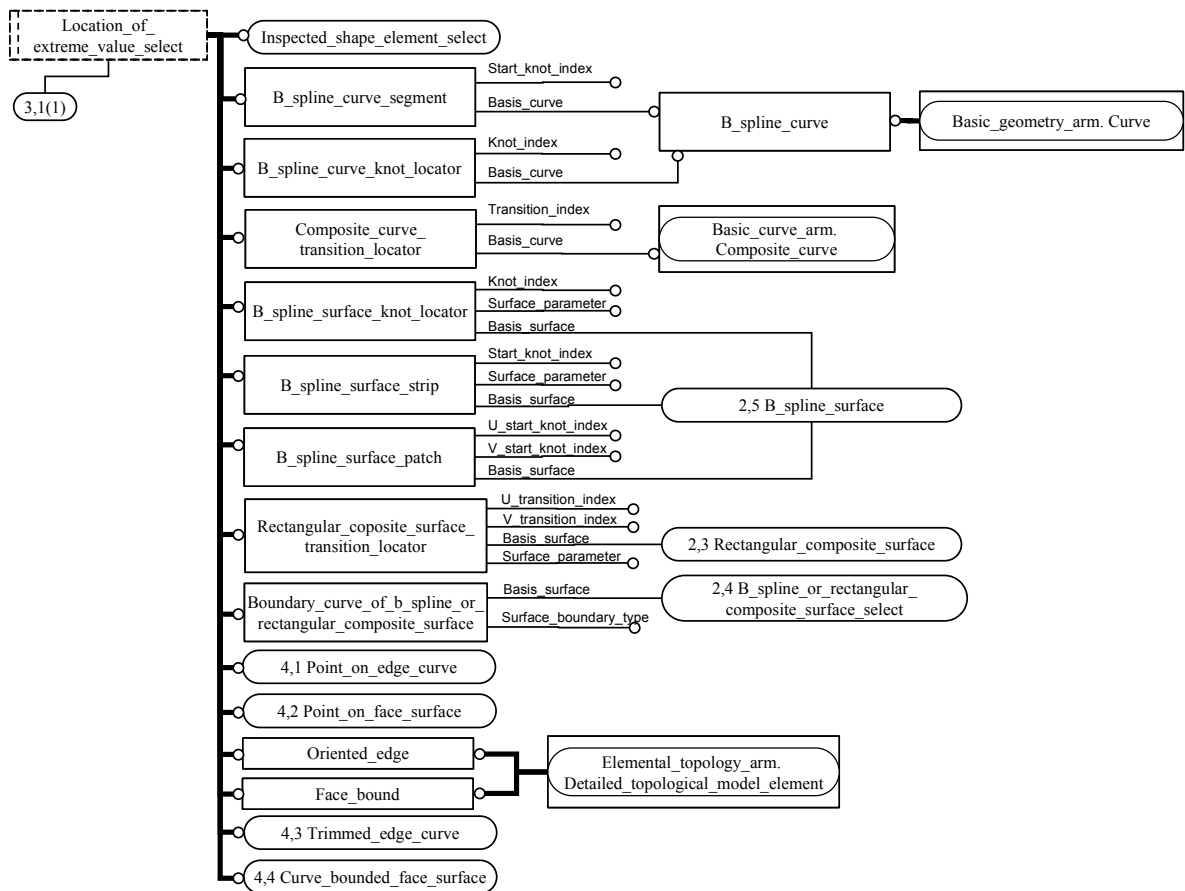 Location_of_
extreme_value_select
3,1(1)
Inspected_shape_element_select
B_spline_curve_segment
Start_knot_index
Basis_curve
B_spline_curve
Basic_geometry_arm. Curve
B_spline_curve_knot_locator
Knot_index
Basis_curve
Composite_curve_
transition_locator
Transition_index
Basis_curve
Basic_curve_arm.
Composite_curve
B_spline_surface_knot_locator
Knot_index
Surface_parameter
Basis_surface
B_spline_surface_strip
Start_knot_index
Surface_parameter
Basis_surface
2,5 B_spline_surface
B_spline_surface_patch
U_start_knot_index
V_start_knot_index
Basis_surface
Rectangular_coposite_surface_
transition_locator
U_transition_index
V_transition_index
Basis_surface
Surface_parameter
2,3 Rectangular_composite_surface
Boundary_curve_of_b_spline_or_
rectangular_composite_surface
Basis_surface
Surface_boundary_type
2,4 B_spline_or_rectangular_
composite_surface_select
4,1 Point_on_edge_curve
4,2 Point_on_face_surface
Oriented_edge
Face_bound
Elemental_topology_arm.
Detailed_topological_model_element
4,3 Trimmed_edge_curve
4,4 Curve_bounded_face_surface